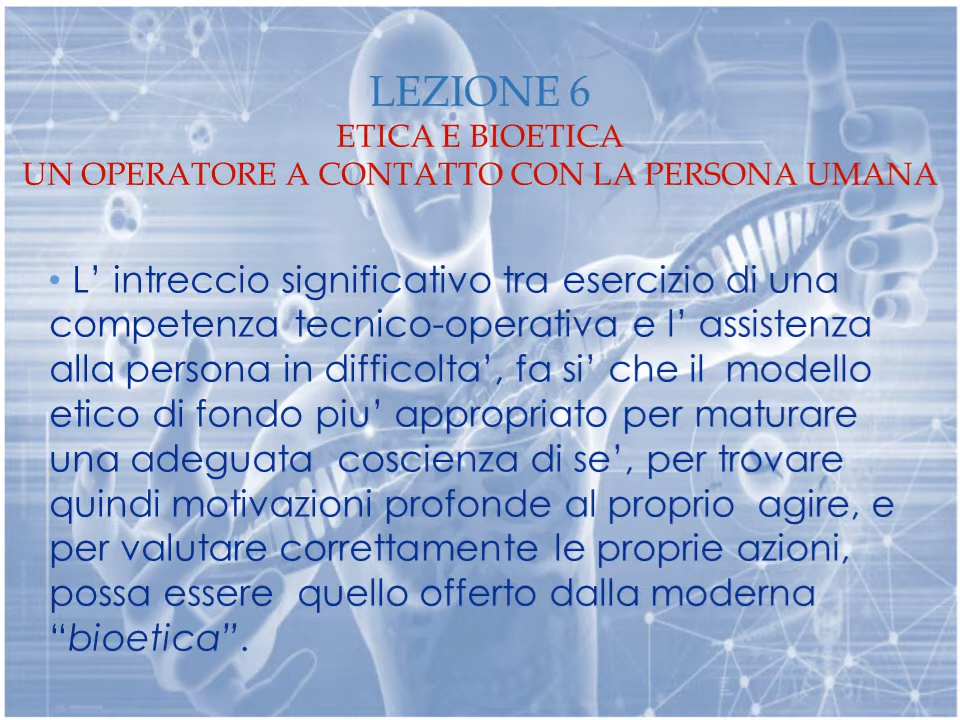 LEZIONE 6
ETICA E BIOETICA
UN OPERATORE A CONTATTO CON LA PERSONA UMANA
• L’ intreccio significativo tra esercizio di una
competenza tecnico-operativa e l’ assistenza
alla persona in difficolta’, fa si’ che il modello
etico di fondo piu’ appropriato per maturare
una adeguata coscienza di se’, per trovare
quindi motivazioni profonde al proprio agire, e
per valutare correttamente le proprie azioni,
possa essere quello offerto dalla moderna
“bioetica”.